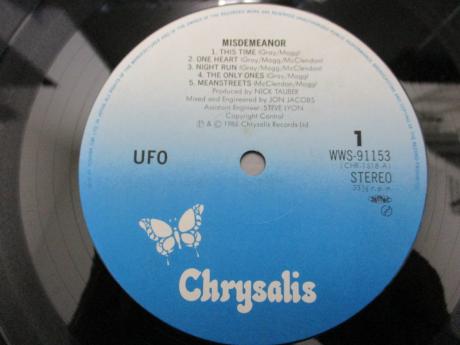 MISDEMEANOR
1. THIS TIME (Gray/Mogg)
2. ONE HEART (Gray/Mogg/McClendon)
3. NIGHT RUN (Gray/Mogg/McClendon)
4. THE ONLY ONES (Gray/Mogg)
5. MEANSTREETS (McClendon/Mogg)
Produced by NICK TAUBER
Mixed and Engineered by JON JACOBS
Assistant Engineer: STEVE LYON
Copyright Control
℗ & © 1986 Chrysalis Records Ltd
UFO
1
WWS-91153
(CHR-1518-A)
STEREO
33⅓ r.p.m.
Chrysalis